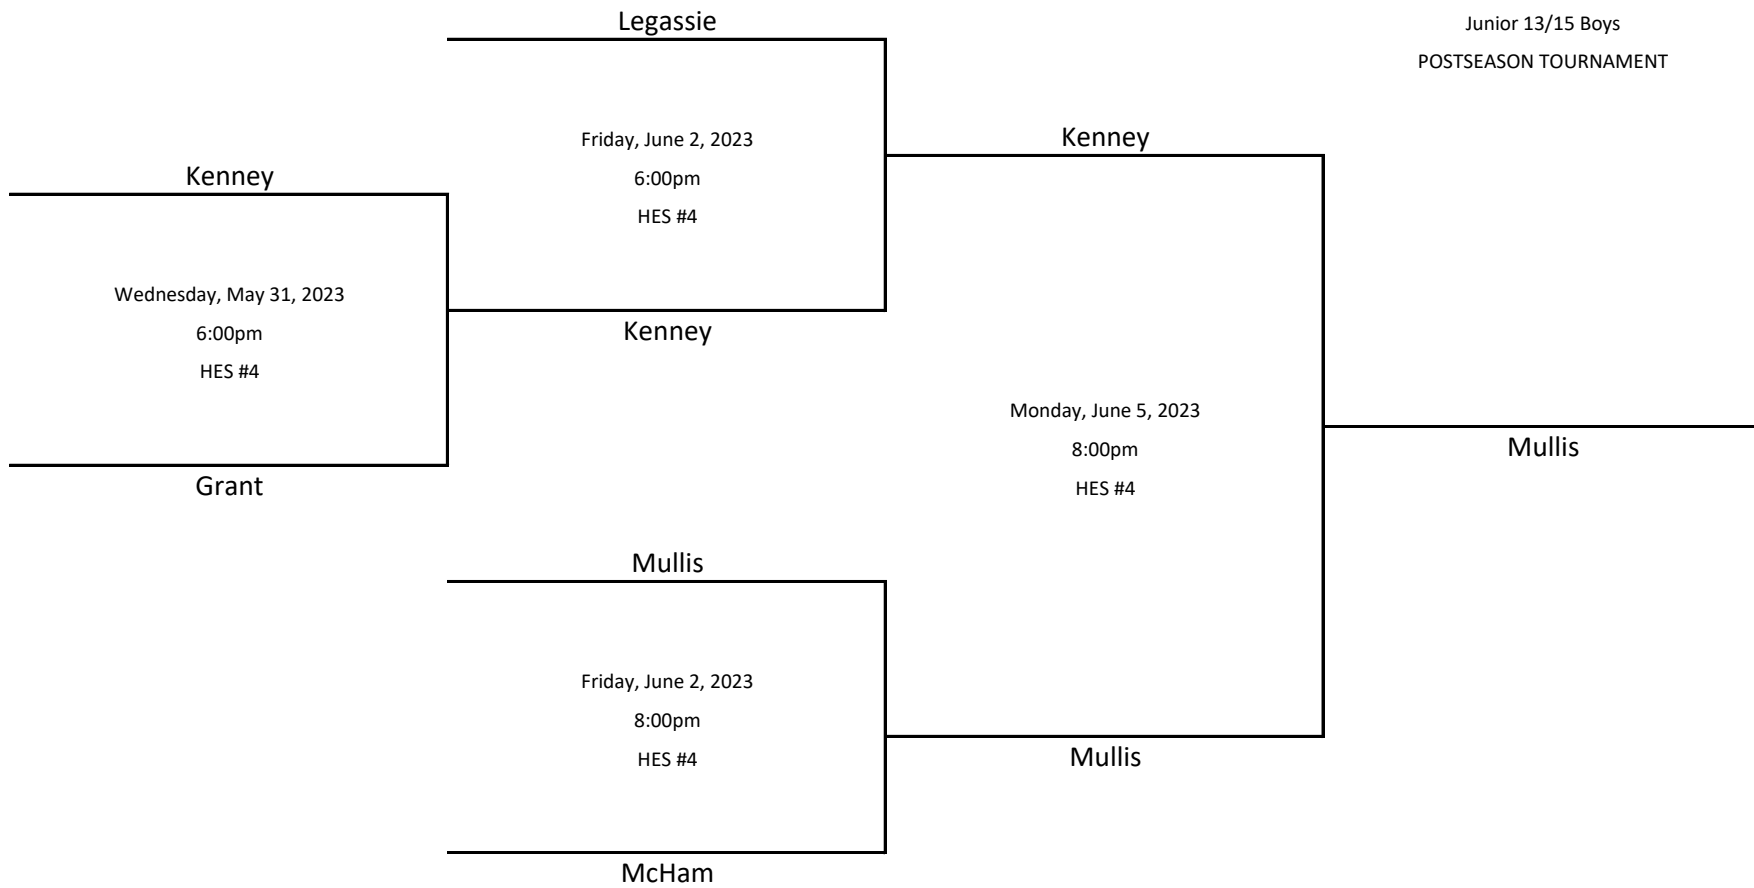 Legassie
Junior 13/15 Boys
POSTSEASON TOURNAMENT
Friday, June 2, 2023
6:00pm
HES #4
Kenney
Kenney
Wednesday, May 31, 2023
6:00pm
HES #4
Kenney
Grant
Monday, June 5, 2023
8:00pm
HES #4
Mullis
Mullis
Friday, June 2, 2023
8:00pm
HES #4
Mullis
McHam